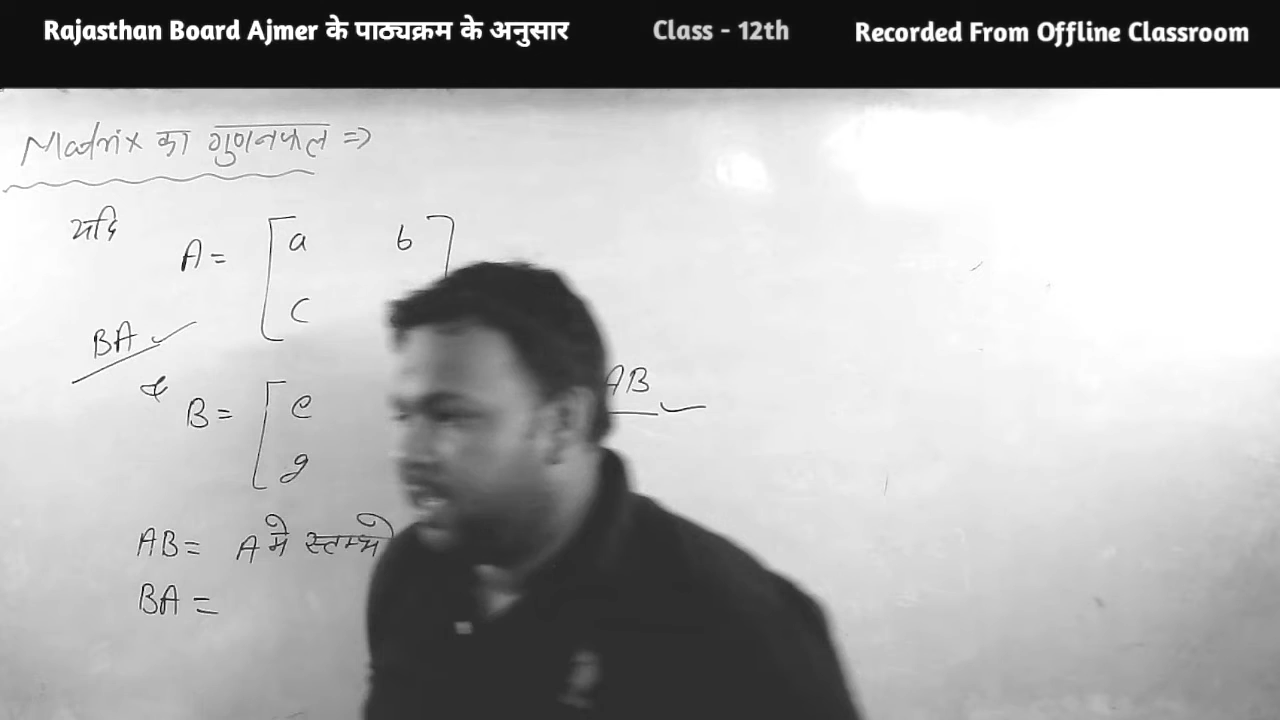 Rajasthan Board Ajmer के पाठ्यक्रम के अनुसार Class - 12th Recorded From Offline Classroom
Matrix का गुणनफल ⇒
यदि A = [ a b ]
c
BA ✓
& B = [ e
g
AB ✓
AB = A मे स्तम्भो
BA =